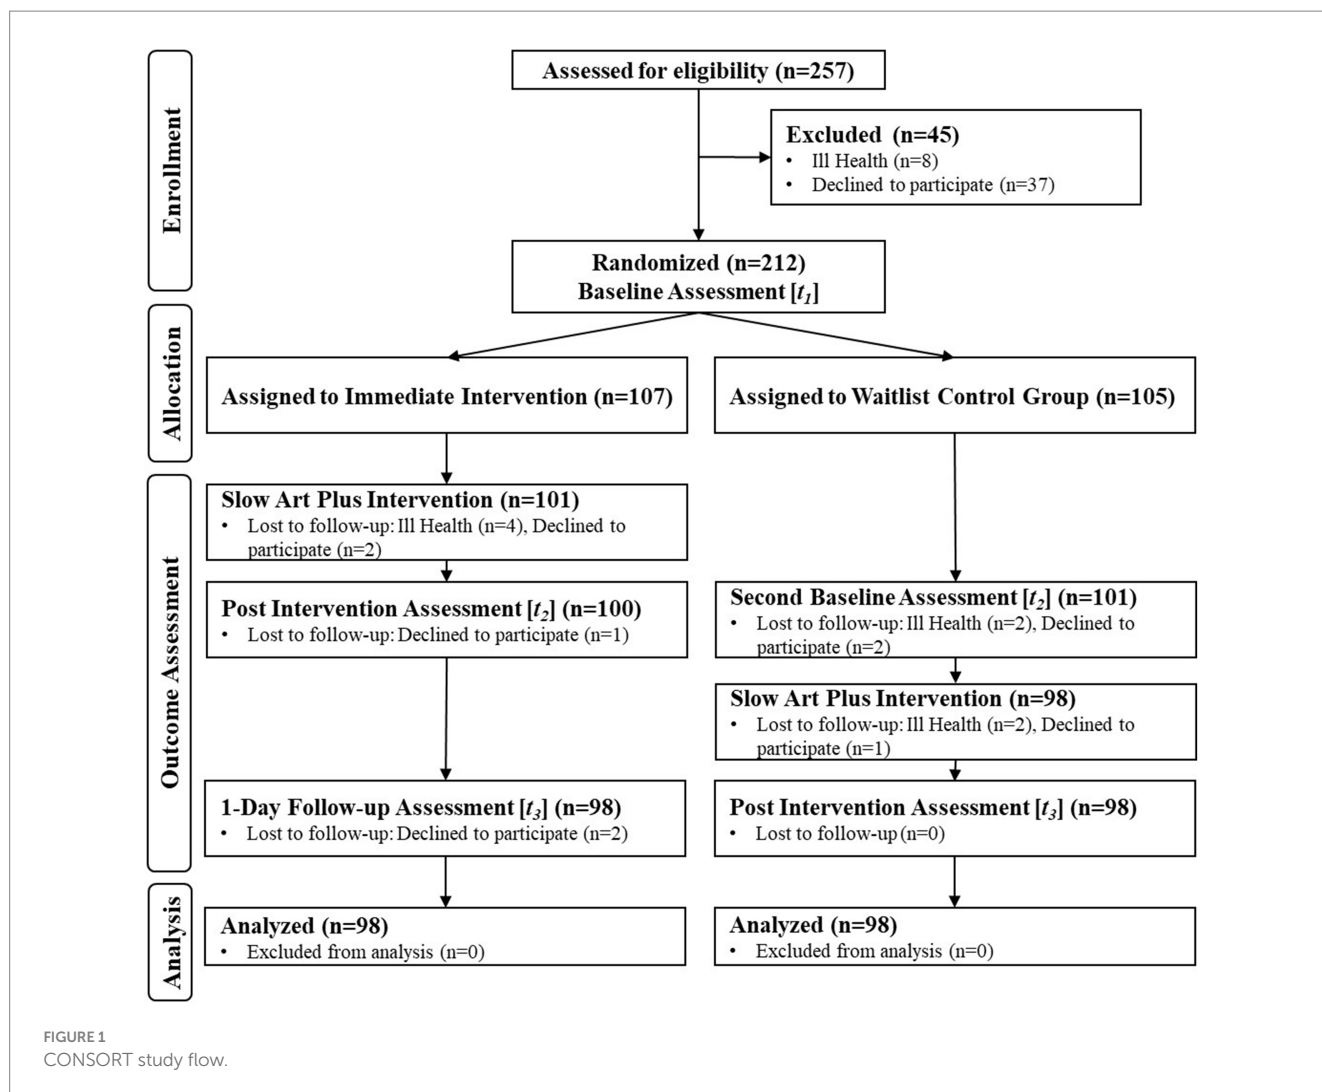 Enrollment
Assessed for eligibility (n=257)
Excluded (n=45)
• Ill Health (n=8)
• Declined to participate (n=37)
Randomized (n=212)
Baseline Assessment [t1]
Allocation
Assigned to Immediate Intervention (n=107)
Assigned to Waitlist Control Group (n=105)
Outcome Assessment
Slow Art Plus Intervention (n=101)
• Lost to follow-up: Ill Health (n=4), Declined to
participate (n=2)
Post Intervention Assessment [t2] (n=100)
• Lost to follow-up: Declined to participate (n=1)
1-Day Follow-up Assessment [t3] (n=98)
• Lost to follow-up: Declined to participate (n=2)
Second Baseline Assessment [t2] (n=101)
• Lost to follow-up: Ill Health (n=2), Declined to
participate (n=2)
Slow Art Plus Intervention (n=98)
• Lost to follow-up: Ill Health (n=2), Declined to
participate (n=1)
Post Intervention Assessment [t3] (n=98)
• Lost to follow-up (n=0)
Analysis
Analyzed (n=98)
• Excluded from analysis (n=0)
Analyzed (n=98)
• Excluded from analysis (n=0)
FIGURE 1
CONSORT study flow.